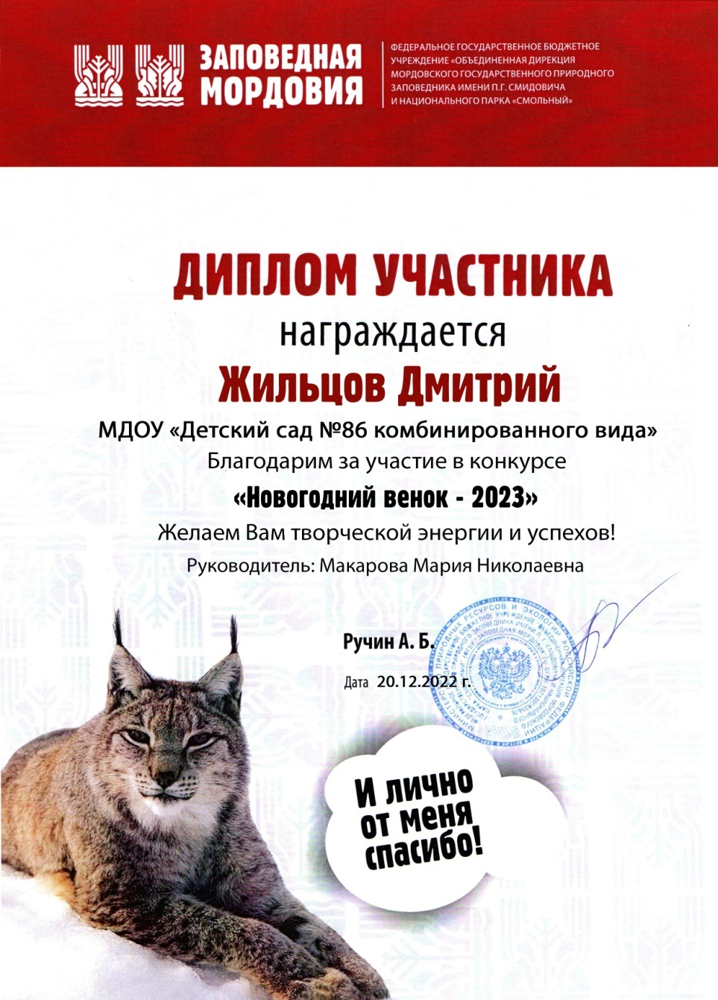 ЗАПОВЕДНАЯ
МОРДОВИЯ
ФЕДЕРАЛЬНОЕ ГОСУДАРСТВЕННОЕ БЮДЖЕТНОЕ
УЧРЕЖДЕНИЕ «ОБЪЕДИНЕННАЯ ДИРЕКЦИЯ
МОРДОВСКОГО ГОСУДАРСТВЕННОГО ПРИРОДНОГО
ЗАПОВЕДНИКА ИМЕНИ П.Г. СМИДОВИЧА
И НАЦИОНАЛЬНОГО ПАРКА «СМОЛЬНЫЙ»
ДИПЛОМ УЧАСТНИКА
награждается
Жильцов Дмитрий
МДОУ «Детский сад №86 комбинированного вида»
Благодарим за участие в конкурсе
«Новогодний венок - 2023»
Желаем Вам творческой энергии и успехов!
Руководитель: Макарова Мария Николаевна
Ручин А. Б.
Дата 20.12.2022 г.
И лично
от меня
спасибо!